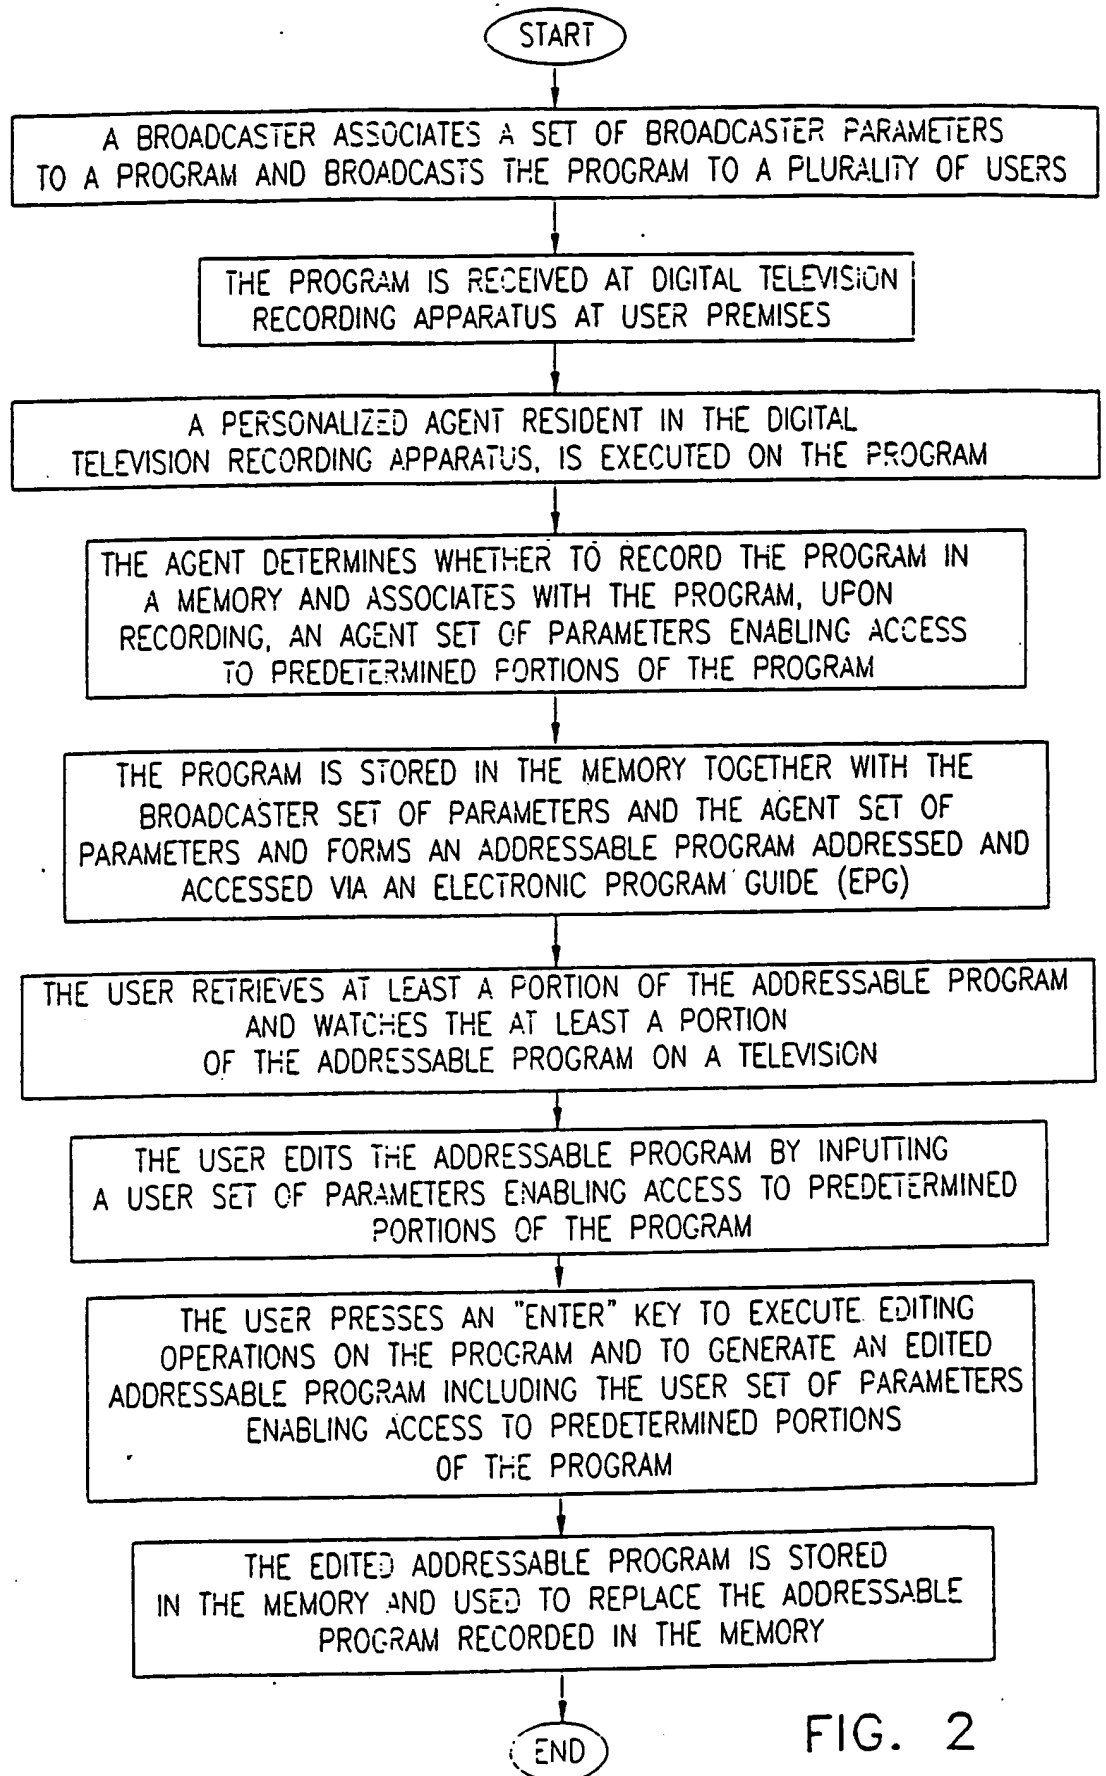 START
A BROADCASTER ASSOCIATES A SET OF BROADCASTER PARAMETERS
TO A PROGRAM AND BROADCASTS THE PROGRAM TO A PLURALITY OF USERS
THE PROGRAM IS RECEIVED AT DIGITAL TELEVISION
RECORDING APPARATUS AT USER PREMISES
A PERSONALIZED AGENT RESIDENT IN THE DIGITAL
TELEVISION RECORDING APPARATUS, IS EXECUTED ON THE PROGRAM
THE AGENT DETERMINES WHETHER TO RECORD THE PROGRAM IN
A MEMORY AND ASSOCIATES WITH THE PROGRAM, UPON
RECORDING, AN AGENT SET OF PARAMETERS ENABLING ACCESS
TO PREDETERMINED PORTIONS OF THE PROGRAM
THE PROGRAM IS STORED IN THE MEMORY TOGETHER WITH THE
BROADCASTER SET OF PARAMETERS AND THE AGENT SET OF
PARAMETERS AND FORMS AN ADDRESSABLE PROGRAM ADDRESSED AND
ACCESSED VIA AN ELECTRONIC PROGRAM GUIDE (EPG)
THE USER RETRIEVES AT LEAST A PORTION OF THE ADDRESSABLE PROGRAM
AND WATCHES THE AT LEAST A PORTION
OF THE ADDRESSABLE PROGRAM ON A TELEVISION
THE USER EDITS THE ADDRESSABLE PROGRAM BY INPUTTING
A USER SET OF PARAMETERS ENABLING ACCESS TO PREDETERMINED
PORTIONS OF THE PROGRAM
THE USER PRESSES AN "ENTER" KEY TO EXECUTE EDITING
OPERATIONS ON THE PROGRAM AND TO GENERATE AN EDITED
ADDRESSABLE PROGRAM INCLUDING THE USER SET OF PARAMETERS
ENABLING ACCESS TO PREDETERMINED PORTIONS
OF THE PROGRAM
THE EDITED ADDRESSABLE PROGRAM IS STORED
IN THE MEMORY AND USED TO REPLACE THE ADDRESSABLE
PROGRAM RECORDED IN THE MEMORY
END
FIG. 2